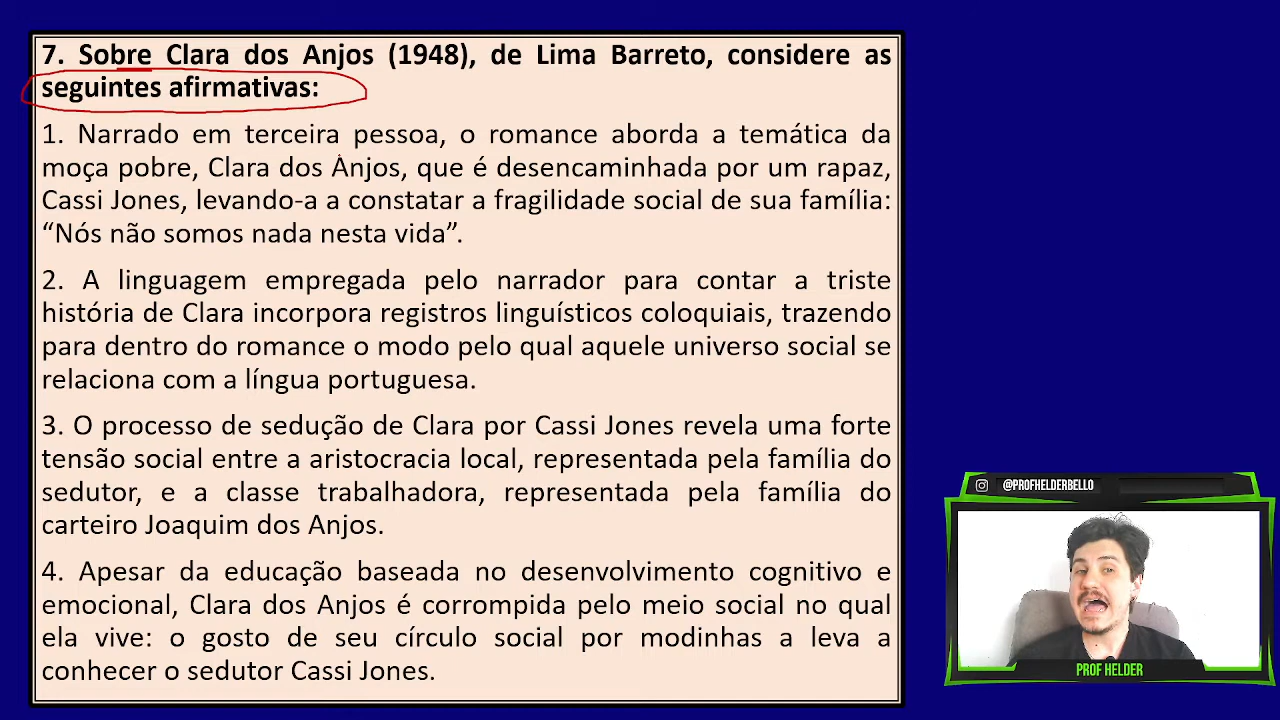 7. Sobre Clara dos Anjos (1948), de Lima Barreto, considere as
seguintes afirmativas:
1. Narrado em terceira pessoa, o romance aborda a temática da
moça pobre, Clara dos Anjos, que é desencaminhada por um rapaz,
Cassi Jones, levando-a a constatar a fragilidade social de sua família:
“Nós não somos nada nesta vida”.
2. A linguagem empregada pelo narrador para contar a triste
história de Clara incorpora registros linguísticos coloquiais, trazendo
para dentro do romance o modo pelo qual aquele universo social se
relaciona com a língua portuguesa.
3. O processo de sedução de Clara por Cassi Jones revela uma forte
tensão social entre a aristocracia local, representada pela família do
sedutor, e a classe trabalhadora, representada pela família do
carteiro Joaquim dos Anjos.
4. Apesar da educação baseada no desenvolvimento cognitivo e
emocional, Clara dos Anjos é corrompida pelo meio social no qual
ela vive: o gosto de seu círculo social por modinhas a leva a
conhecer o sedutor Cassi Jones.
@PROFHELDERBELLO
PROF HELDER